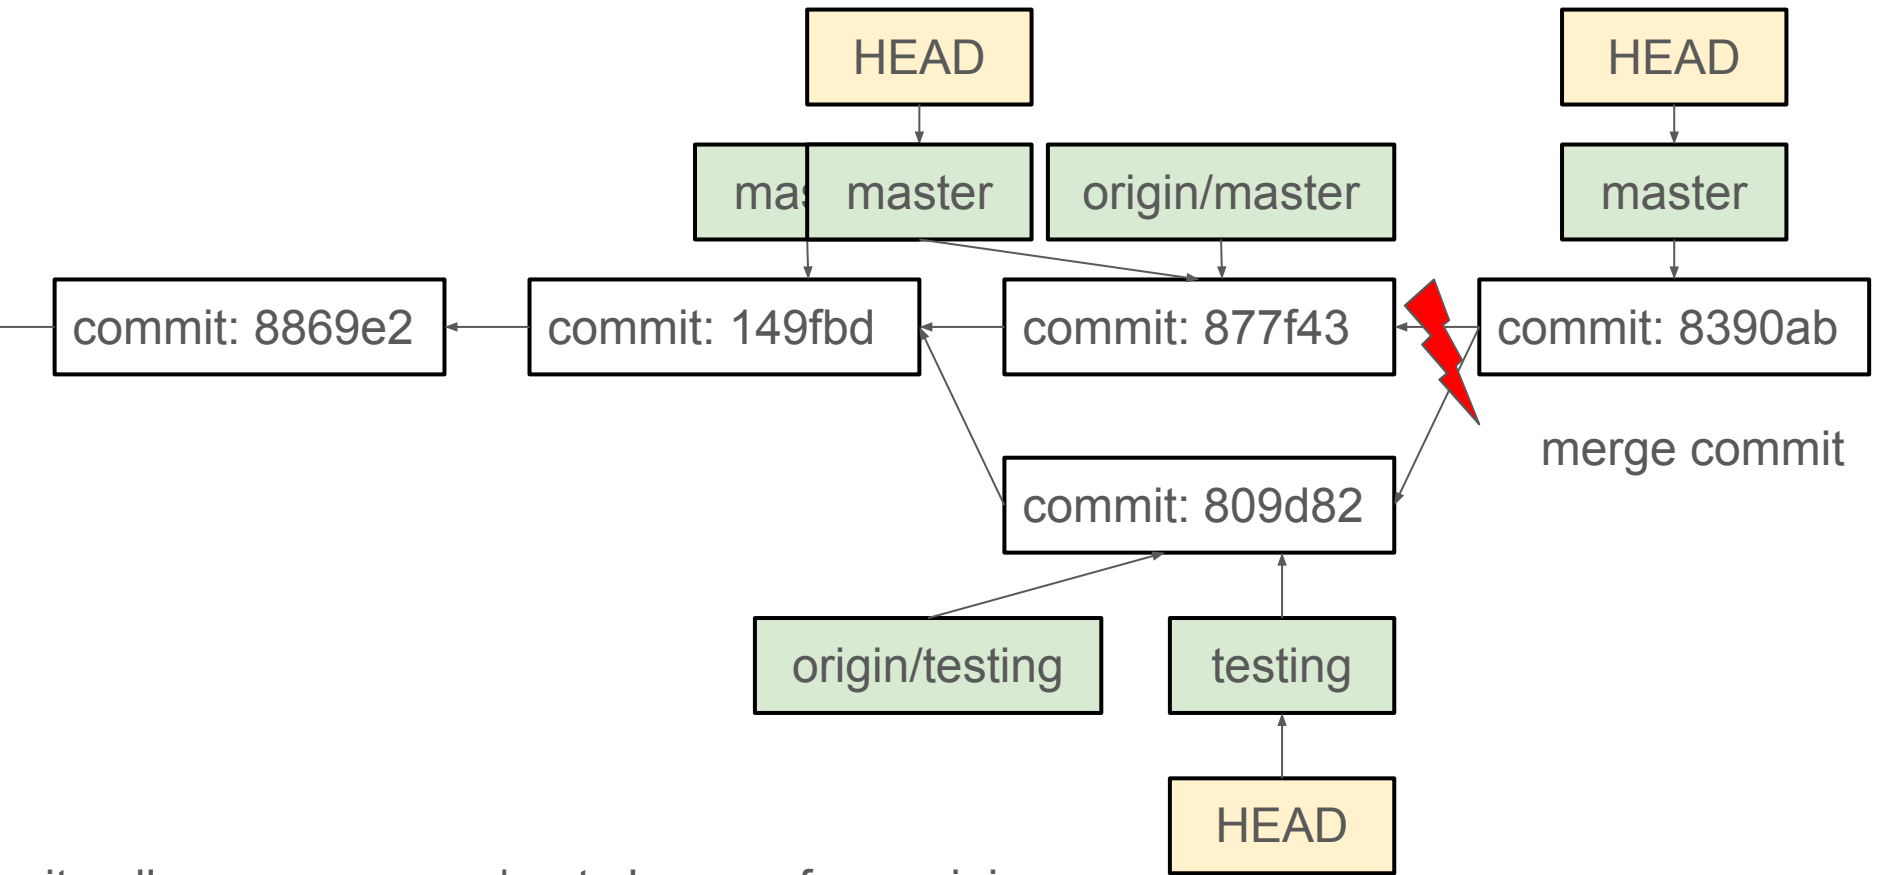 HEAD
HEAD
master
origin/master
master
commit: 8869e2
commit: 149fbd
commit: 877f43
commit: 8390ab
merge commit
commit: 809d82
origin/testing
testing
HEAD